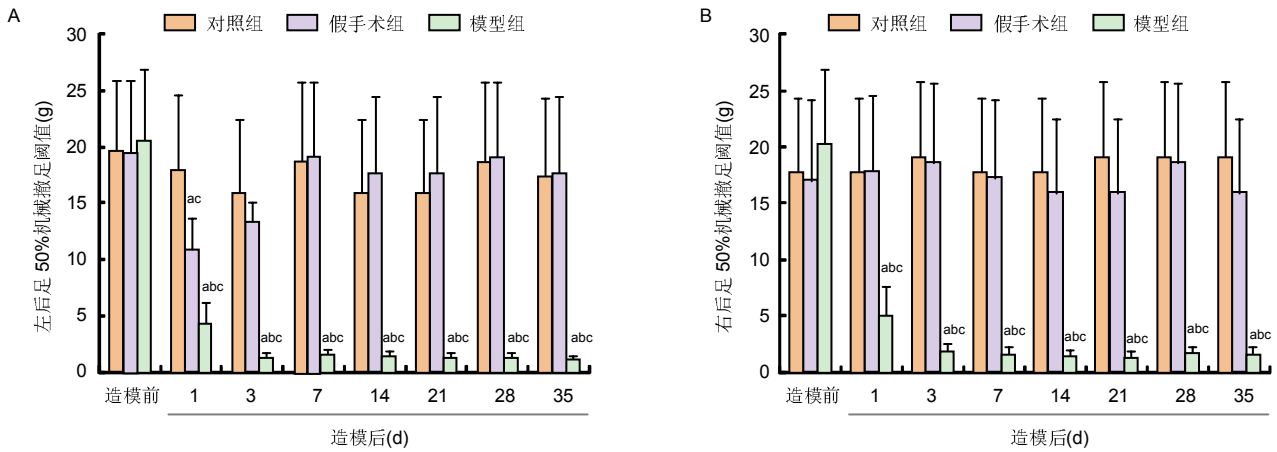 A
对照组 假手术组 模型组
左后足 50%机械撤足阈值(g)
30
25
20
15
10
5
0
ac
abc
abc
abc
abc
abc
abc
abc
造模前 1 3 7 14 21 28 35
造模后(d)
B
对照组 假手术组 模型组
右后足 50%机械撤足阈值(g)
30
25
20
15
10
5
0
abc
abc
abc
abc
abc
abc
abc
造模前 1 3 7 14 21 28 35
造模后(d)